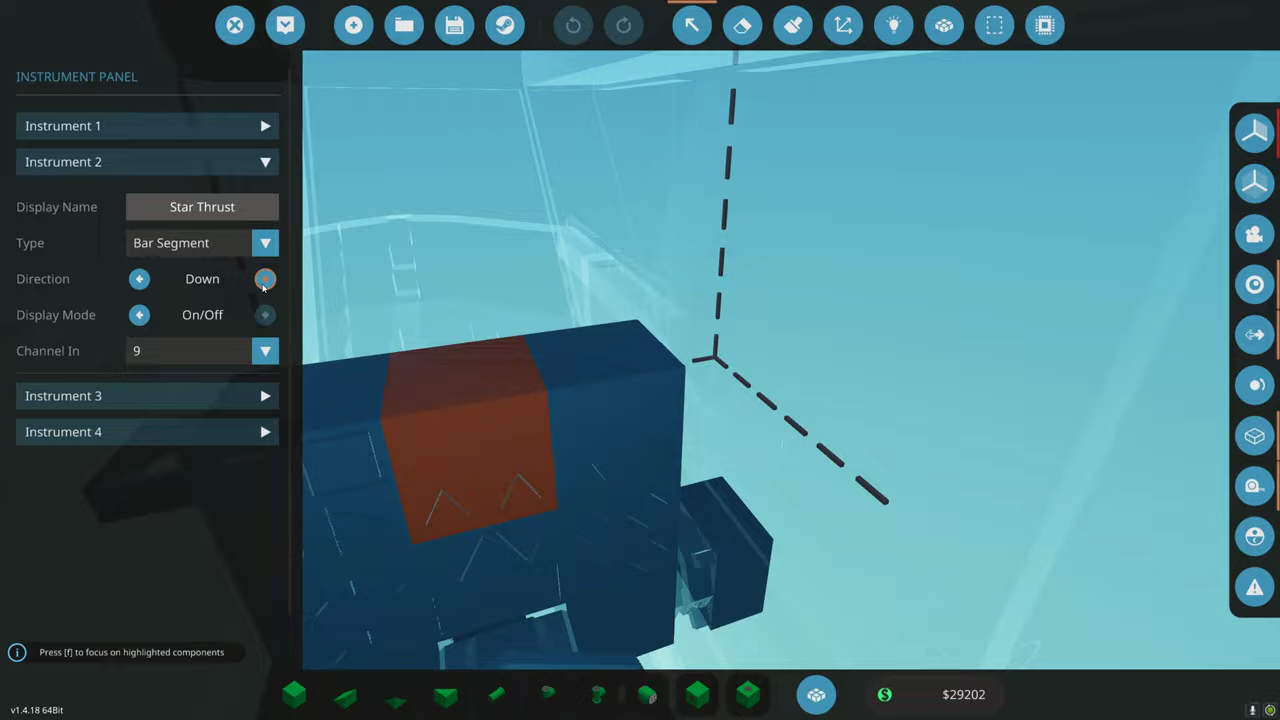 INSTRUMENT PANEL
Instrument 1
Instrument 2
Display Name Star Thrust
Type Bar Segment
Direction Down
Display Mode On/Off
Channel In 9
Instrument 3
Instrument 4
Press [f] to focus on highlighted components
$29202
v1.4.18 64Bit